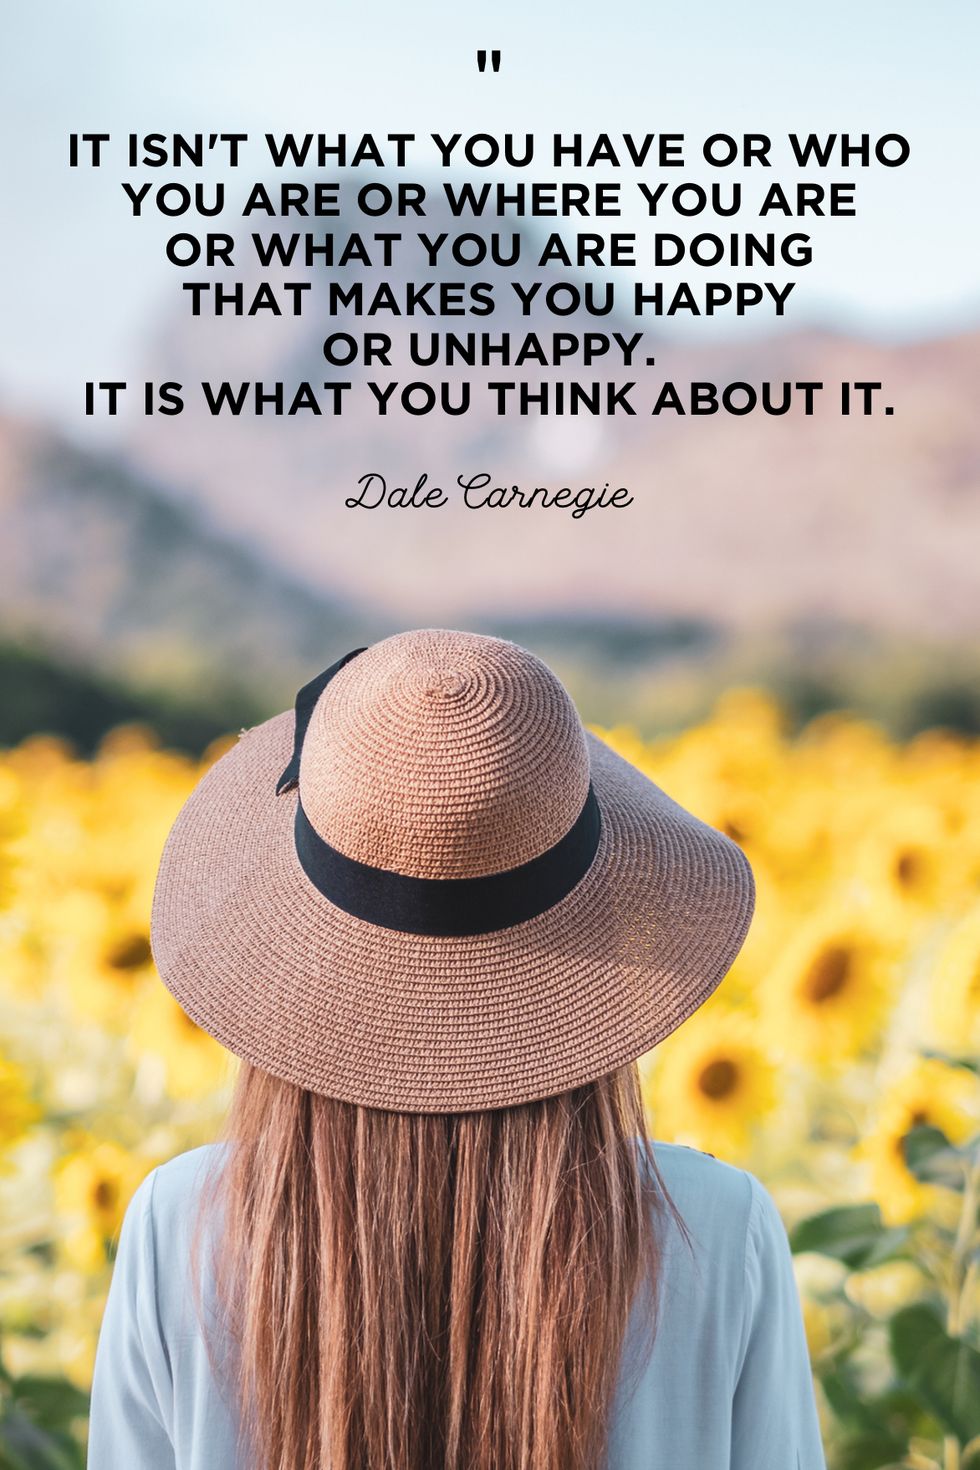 "
IT ISN'T WHAT YOU HAVE OR WHO
YOU ARE OR WHERE YOU ARE
OR WHAT YOU ARE DOING
THAT MAKES YOU HAPPY
OR UNHAPPY.
IT IS WHAT YOU THINK ABOUT IT.
Dale Carnegie